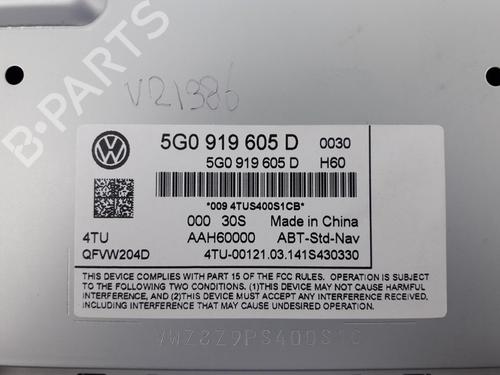 V21386
5G0 919 605 D 0030
5G0 919 605 D H60
*009 4TUS400S1CB*
000 30S Made in China
4TU AAH60000 ABT-Std-Nav
QFVW204D 4TU-00121.03.141S430330
THIS DEVICE COMPLIES WITH PART 15 OF THE FCC RULES. OPERATION IS SUBJECT
TO THE FOLLOWING TWO CONDITIONS. (1)THIS DEVICE MAY NOT CAUSE
HARMFUL INTERFERENCE, AND (2)THIS DEVICE MUST ACCEPT ANY INTERFERENCE
RECEIVED, INCLUDING INTERFERENCE THAT MAY CAUSED UNDESIRED OPERATION.